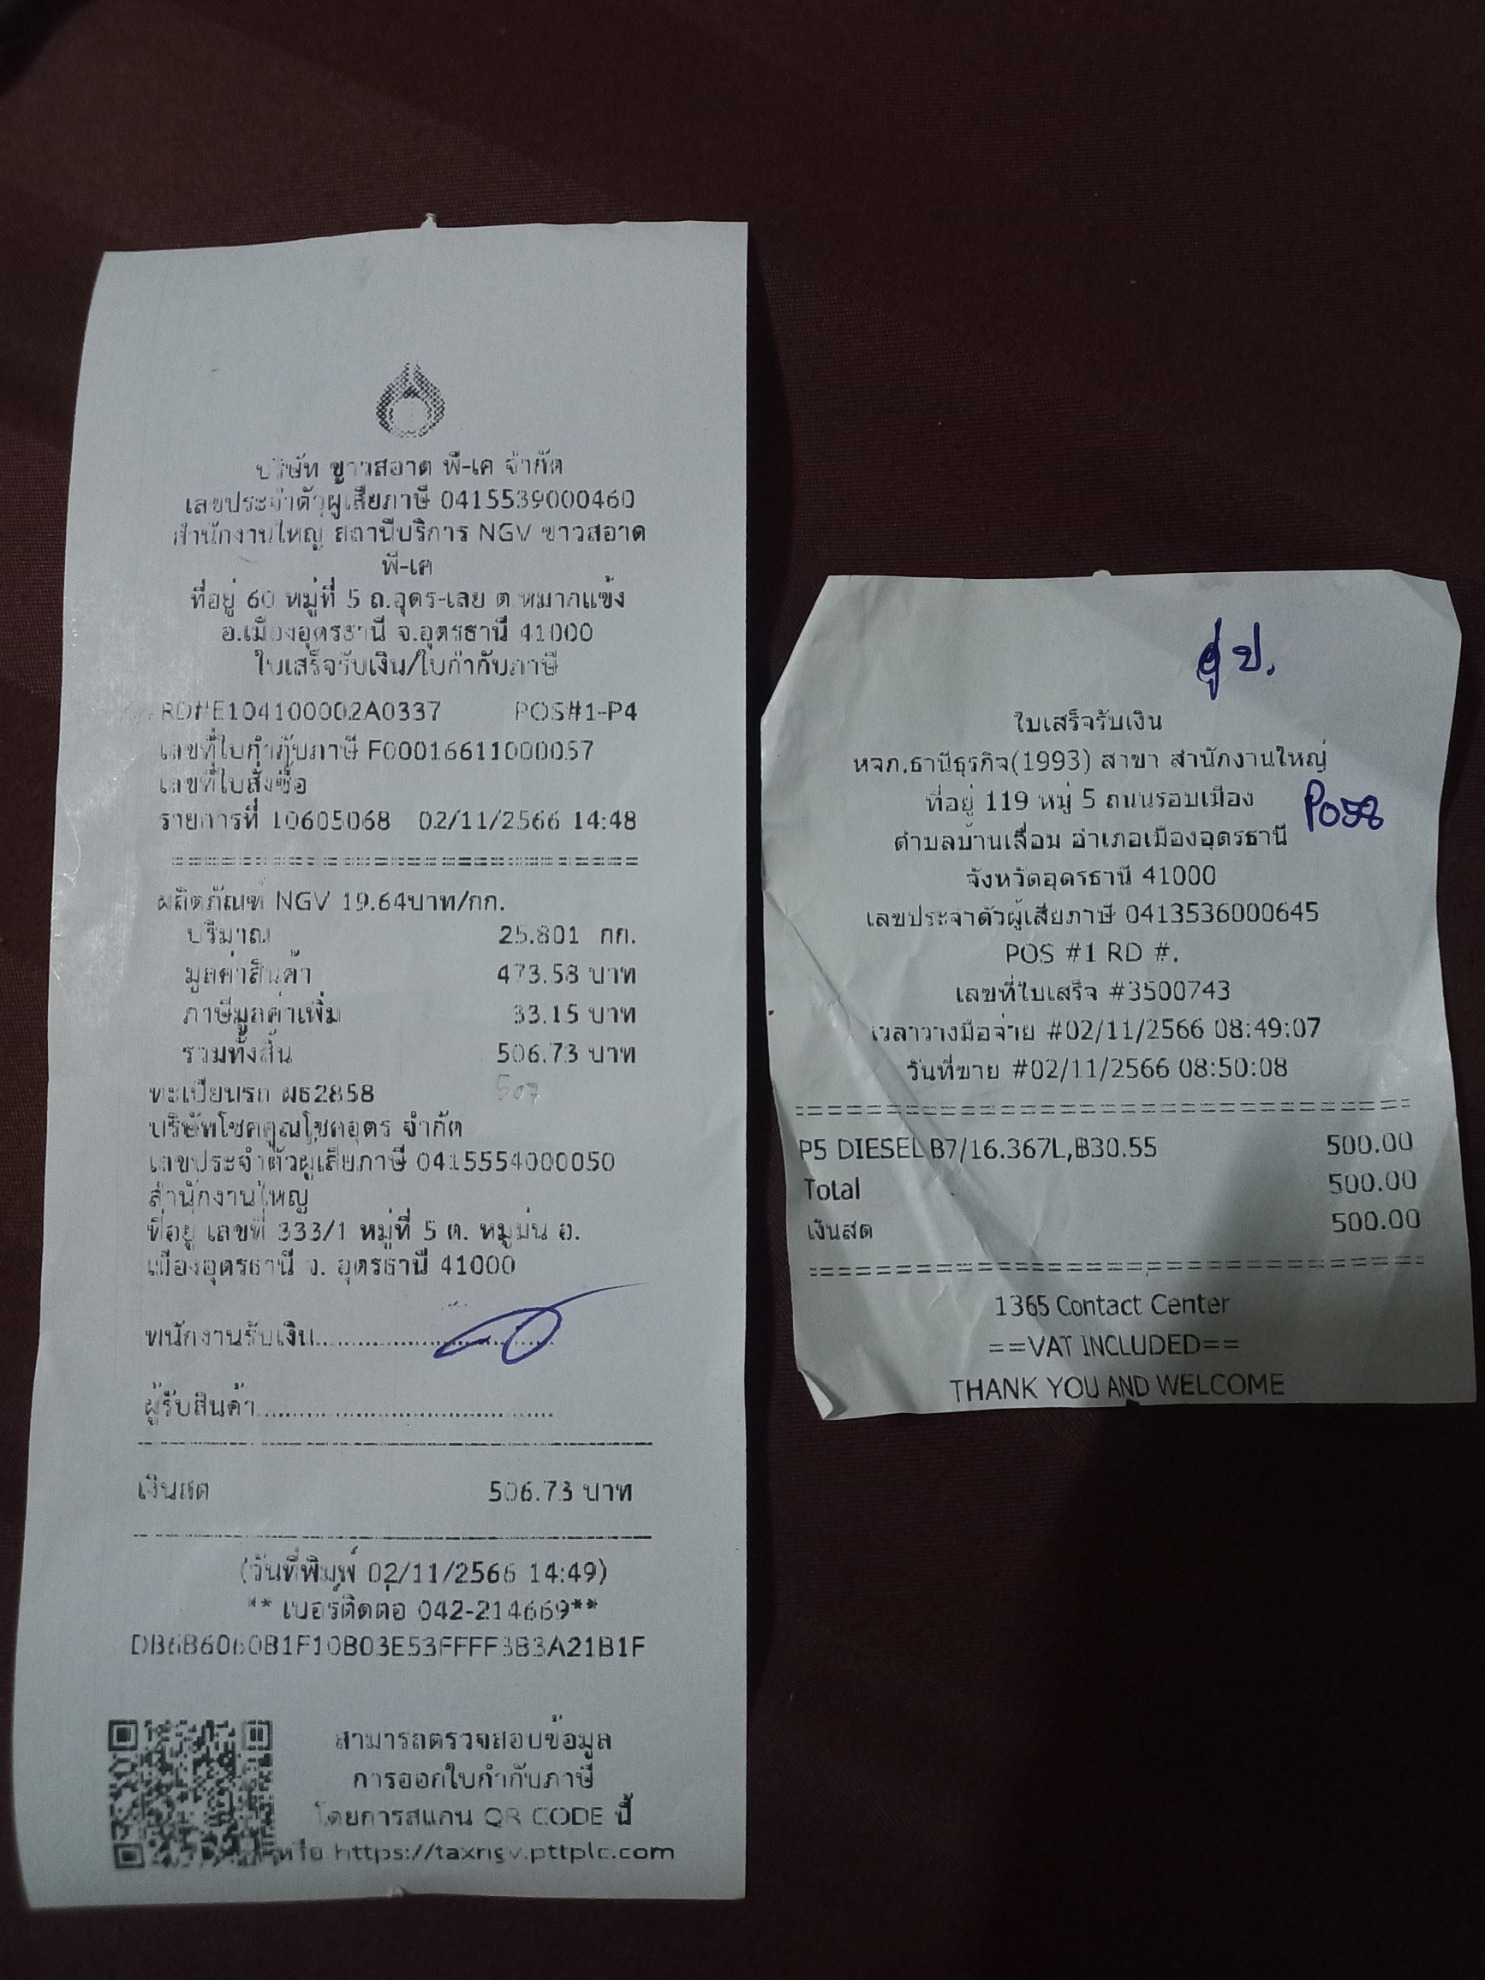 บริษัท ขาวสอาด พี-เค จำกัด
เลขประจำตัวผู้เสียภาษี 0415539000460
สำนักงานใหญ่ สถานีบริการ NGV ขาวสอาด
พี-เค
ที่อยู่ 60 หมู่ที่ 5 ถ.อุดร-เลย ต.หมากแข้ง
อ.เมืองอุดรธานี จ.อุดรธานี 41000
ใบเสร็จรับเงิน/ใบกำกับภาษี
RD#E104100002A0337 POS#1-P4
เลขที่ใบกำกับภาษี F00016611000057
เลขที่ใบสั่งซื้อ
รายการที่ 10605068 02/11/2566 14:48
================================
ผลิตภัณฑ์ NGV 19.64บาท/กก.
ปริมาณ 25.801 กก.
มูลค่าสินค้า 473.58 บาท
ภาษีมูลค่าเพิ่ม 33.15 บาท
รวมทั้งสิ้น 506.73 บาท
507
ทะเบียนรถ ผธ2858
บริษัทโชคคูณโชคอุดร จำกัด
เลขประจำตัวผู้เสียภาษี 0415554000050
สำนักงานใหญ่
ที่อยู่ เลขที่ 333/1 หมู่ที่ 5 ต. หมูม่น อ.
เมืองอุดรธานี จ. อุดรธานี 41000
พนักงานรับเงิน..............................
ผู้รับสินค้า......................................
เงินสด 506.73 บาท
(วันที่พิมพ์ 02/11/2566 14:49)
** เบอร์ติดต่อ 042-214669**
DB6B6060B1F10B03E53FFFF3B3A21B1F
สามารถตรวจสอบข้อมูล
การออกใบกำกับภาษี
โดยการสแกน QR CODE นี้
หรือ https://taxngv.pttplc.com
ใบเสร็จรับเงิน
หจก.ธานีธุรกิจ(1993) สาขา สำนักงานใหญ่
ที่อยู่ 119 หมู่ 5 ถนนรอบเมือง
ตำบลบ้านเลื่อม อำเภอเมืองอุดรธานี
จังหวัดอุดรธานี 41000
เลขประจำตัวผู้เสียภาษี 0413536000645
POS #1 RD #.
เลขที่ใบเสร็จ #3500743
เวลาวางมือจ่าย #02/11/2566 08:49:07
วันที่ขาย #02/11/2566 08:50:08
====================================
P5 DIESEL B7/16.367L,฿30.55 500.00
Total 500.00
เงินสด 500.00
====================================
1365 Contact Center
==VAT INCLUDED==
THANK YOU AND WELCOME